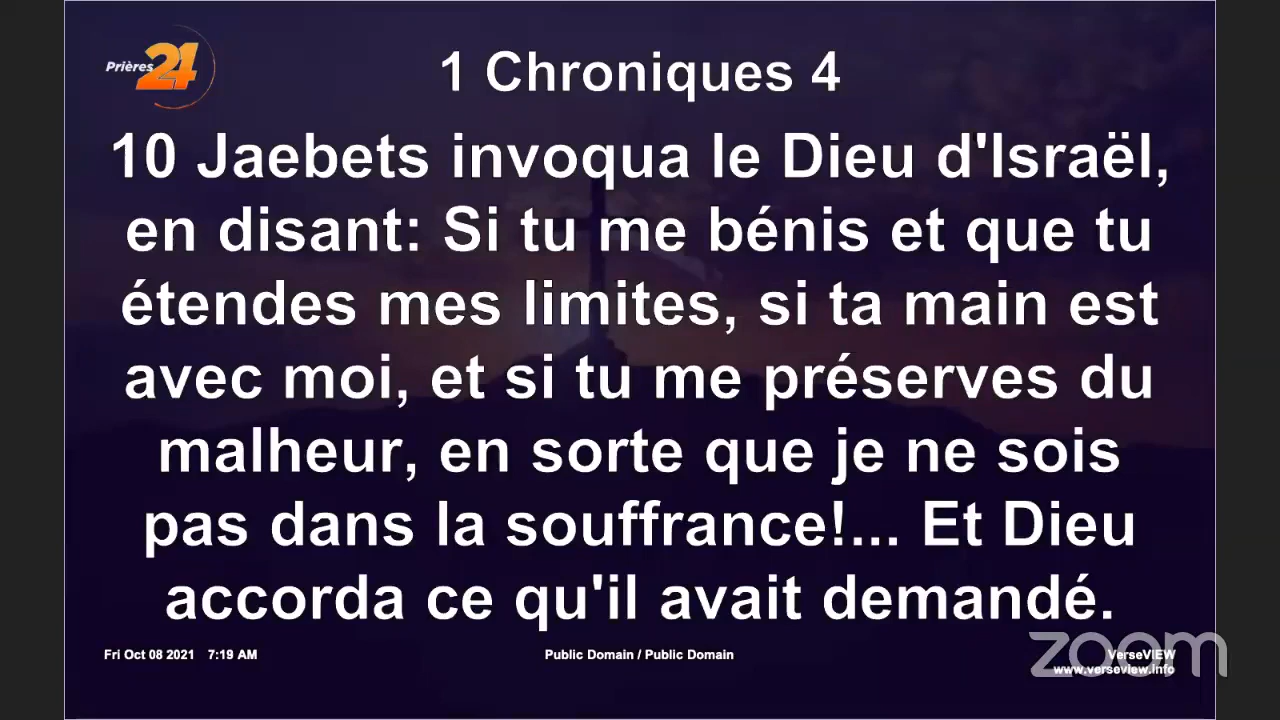 Prières 24
1 Chroniques 4
10 Jaebets invoqua le Dieu d'Israël,
en disant: Si tu me bénis et que tu
étendes mes limites, si ta main est
avec moi, et si tu me préserves du
malheur, en sorte que je ne sois
pas dans la souffrance!... Et Dieu
accorda ce qu'il avait demandé.
Fri Oct 08 2021 7:19 AM
Public Domain / Public Domain
VerseVIEW
www.verseview.info
zoom